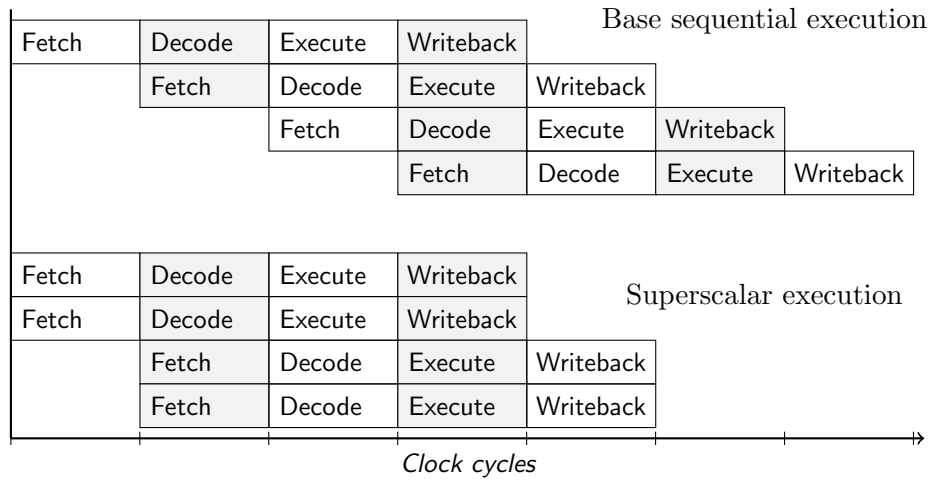 Base sequential execution
Fetch Decode Execute Writeback
Fetch Decode Execute Writeback
Fetch Decode Execute Writeback
Fetch Decode Execute Writeback
Fetch Decode Execute Writeback
Superscalar execution
Fetch Decode Execute Writeback
Fetch Decode Execute Writeback
Fetch Decode Execute Writeback
Clock cycles